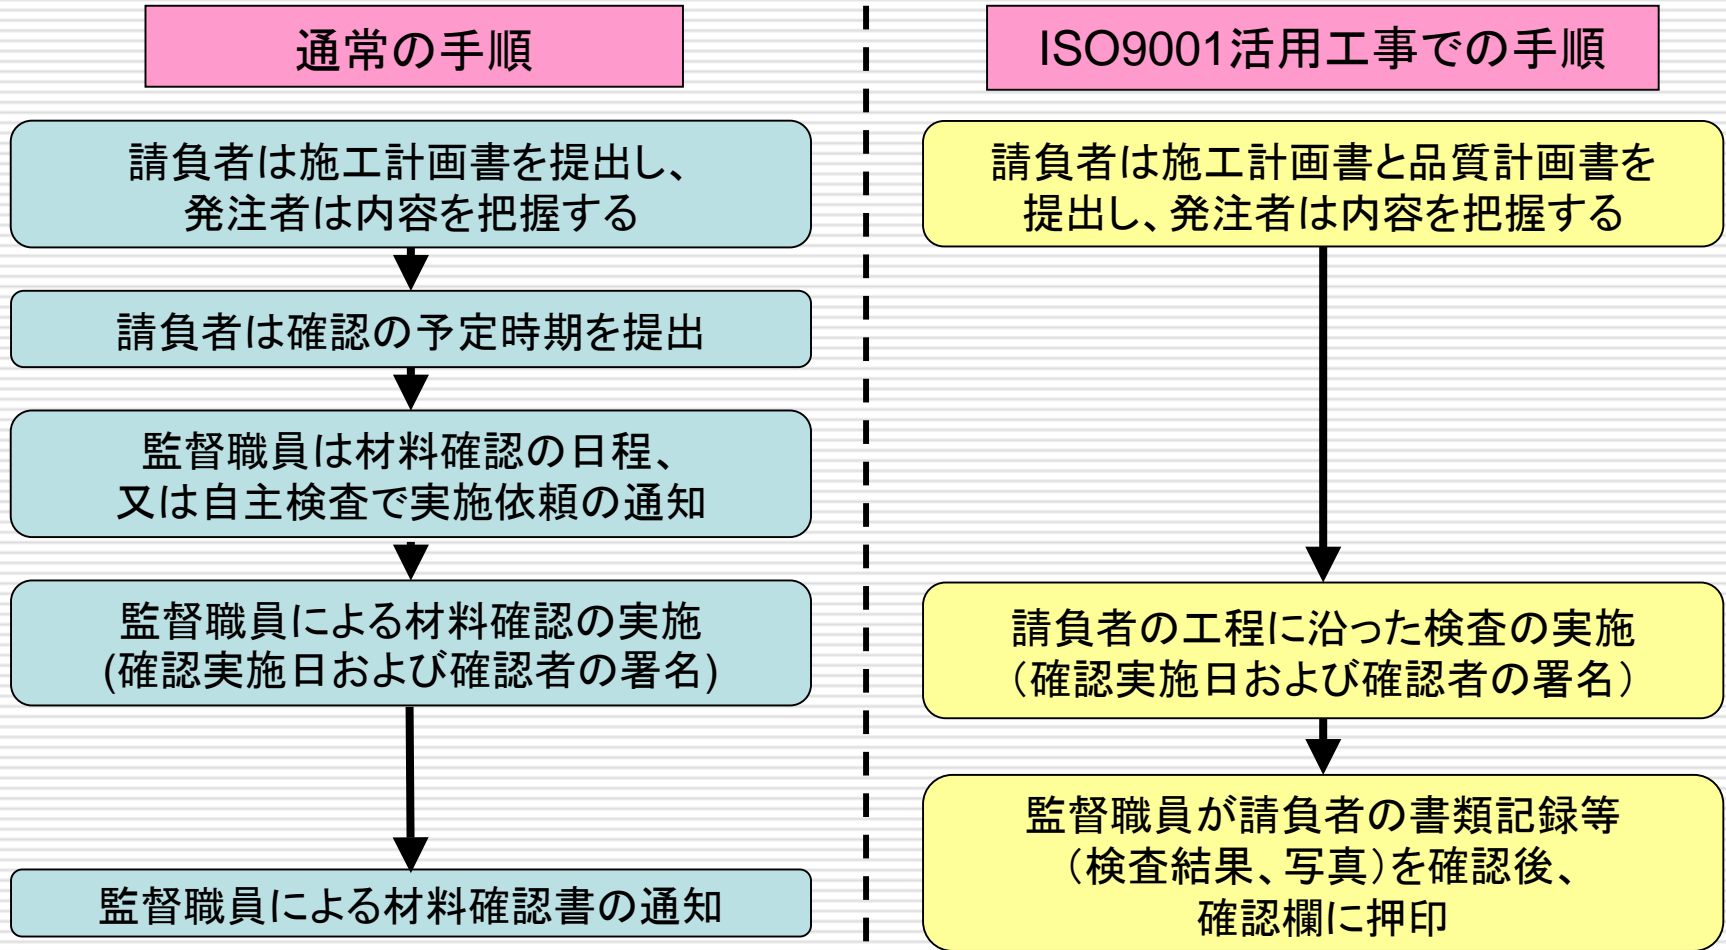 通常の手順
請負者は施工計画書を提出し、
発注者は内容を把握する
請負者は確認の予定時期を提出
監督職員は材料確認の日程、
又は自主検査で実施依頼の通知
監督職員による材料確認の実施
(確認実施日および確認者の署名)
監督職員による材料確認書の通知
ISO9001活用工事での手順
請負者は施工計画書と品質計画書を
提出し、発注者は内容を把握する
請負者の工程に沿った検査の実施
（確認実施日および確認者の署名）
監督職員が請負者の書類記録等
（検査結果、写真）を確認後、
確認欄に押印